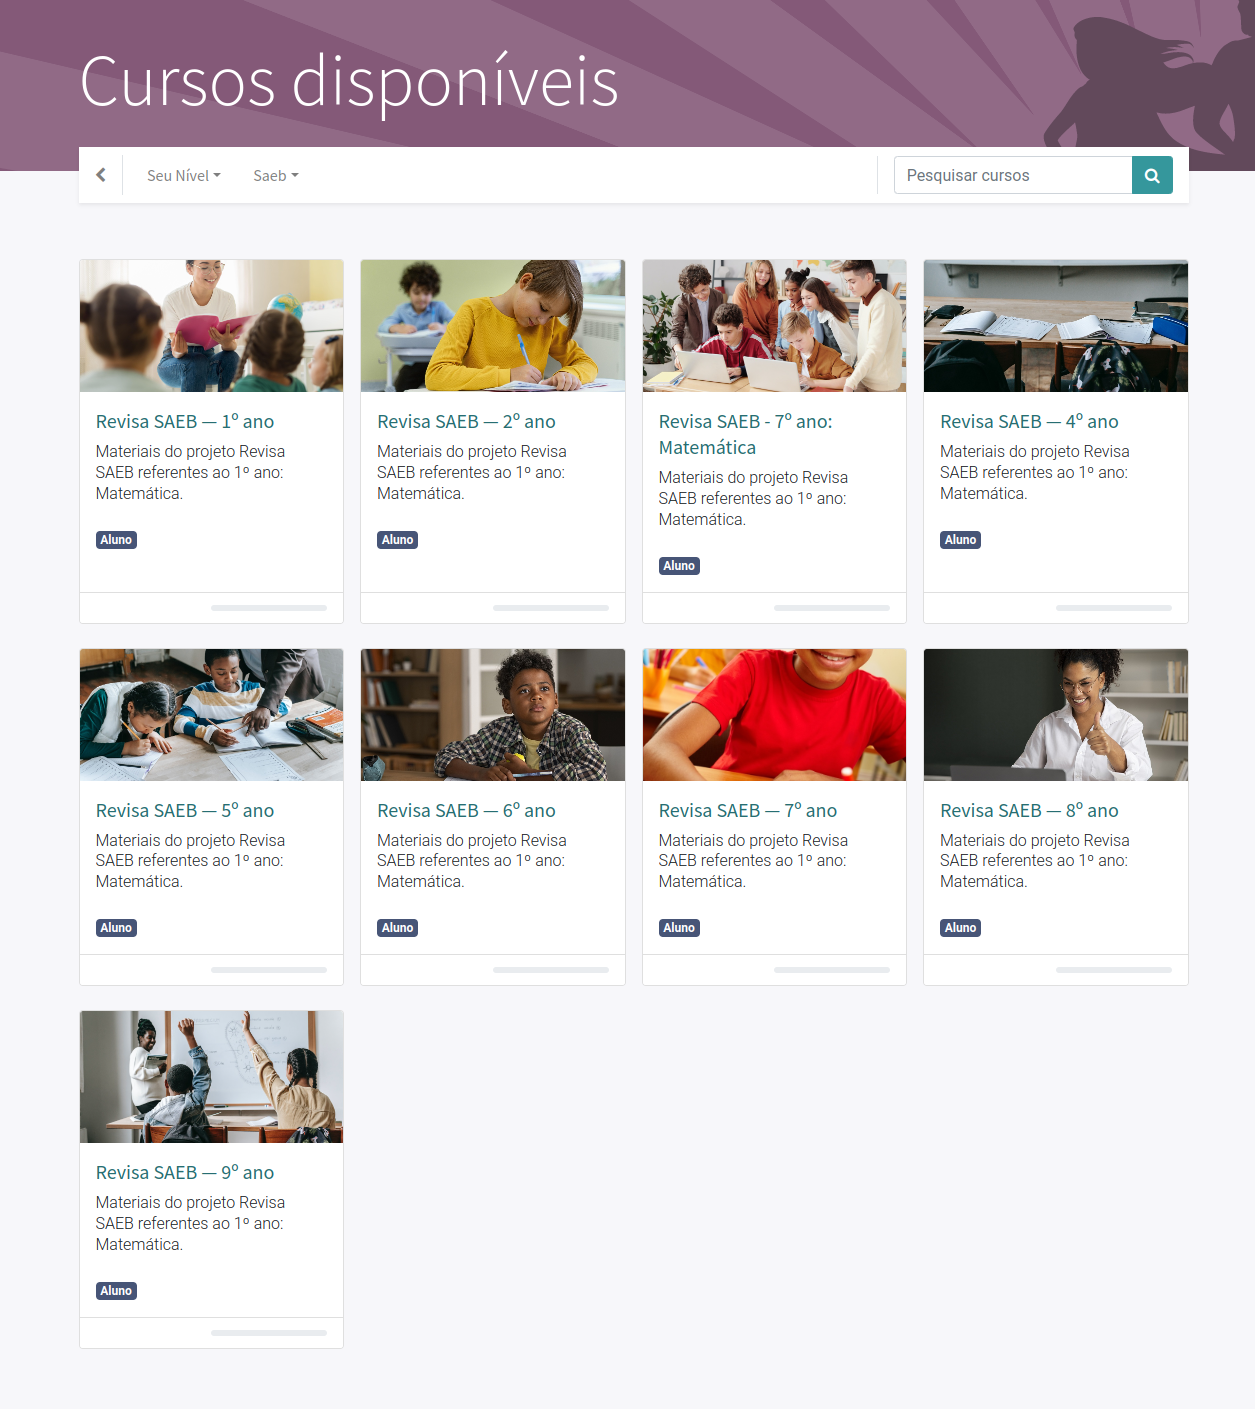 Cursos disponíveis
Seu Nível
Saeb
Pesquisar cursos
Revisa SAEB — 1º ano
Materiais do projeto Revisa
SAEB referentes ao 1º ano:
Matemática.
Aluno
Revisa SAEB — 2º ano
Materiais do projeto Revisa
SAEB referentes ao 1º ano:
Matemática.
Aluno
Revisa SAEB - 7º ano:
Matemática
Materiais do projeto Revisa
SAEB referentes ao 1º ano:
Matemática.
Aluno
Revisa SAEB — 4º ano
Materiais do projeto Revisa
SAEB referentes ao 1º ano:
Matemática.
Aluno
Revisa SAEB — 5º ano
Materiais do projeto Revisa
SAEB referentes ao 1º ano:
Matemática.
Aluno
Revisa SAEB — 6º ano
Materiais do projeto Revisa
SAEB referentes ao 1º ano:
Matemática.
Aluno
Revisa SAEB — 7º ano
Materiais do projeto Revisa
SAEB referentes ao 1º ano:
Matemática.
Aluno
Revisa SAEB — 8º ano
Materiais do projeto Revisa
SAEB referentes ao 1º ano:
Matemática.
Aluno
Revisa SAEB — 9º ano
Materiais do projeto Revisa
SAEB referentes ao 1º ano:
Matemática.
Aluno